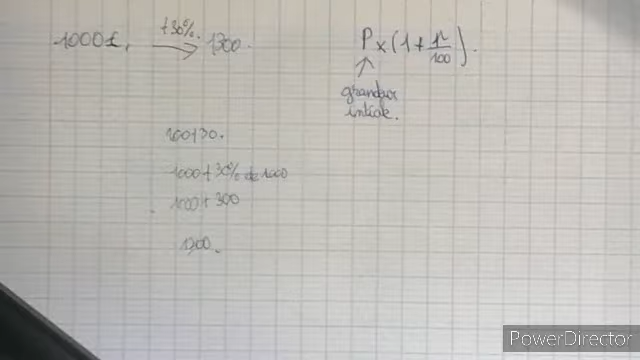 +30%.
1000£, → 1300.
P × (1 + r/100).
↑
grandeur
initiale.
100+30.
1000 + 30% de 1000
1000 + 300
1300.
PowerDirector